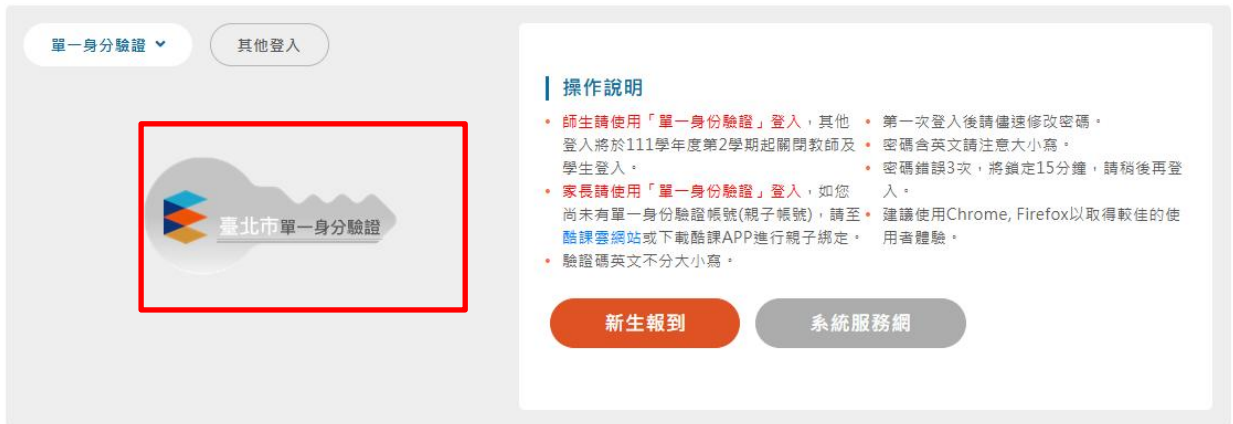 單一身分驗證
其他登入
臺北市單一身分驗證
操作說明
• 師生請使用「單一身份驗證」登入，其他
登入將於111學年度第2學期起關閉教師及
學生登入。
• 家長請使用「單一身份驗證」登入，如您
尚未有單一身份驗證帳號(親子帳號)，請至
酷課雲網站或下載酷課APP進行親子綁定。
• 驗證碼英文不分大小寫。
• 第一次登入後請儘速修改密碼。
• 密碼含英文請注意大小寫。
• 密碼錯誤3次，將鎖定15分鐘，請稍後再登
入。
• 建議使用Chrome, Firefox以取得較佳的使
用者體驗。
新生報到
系統服務網